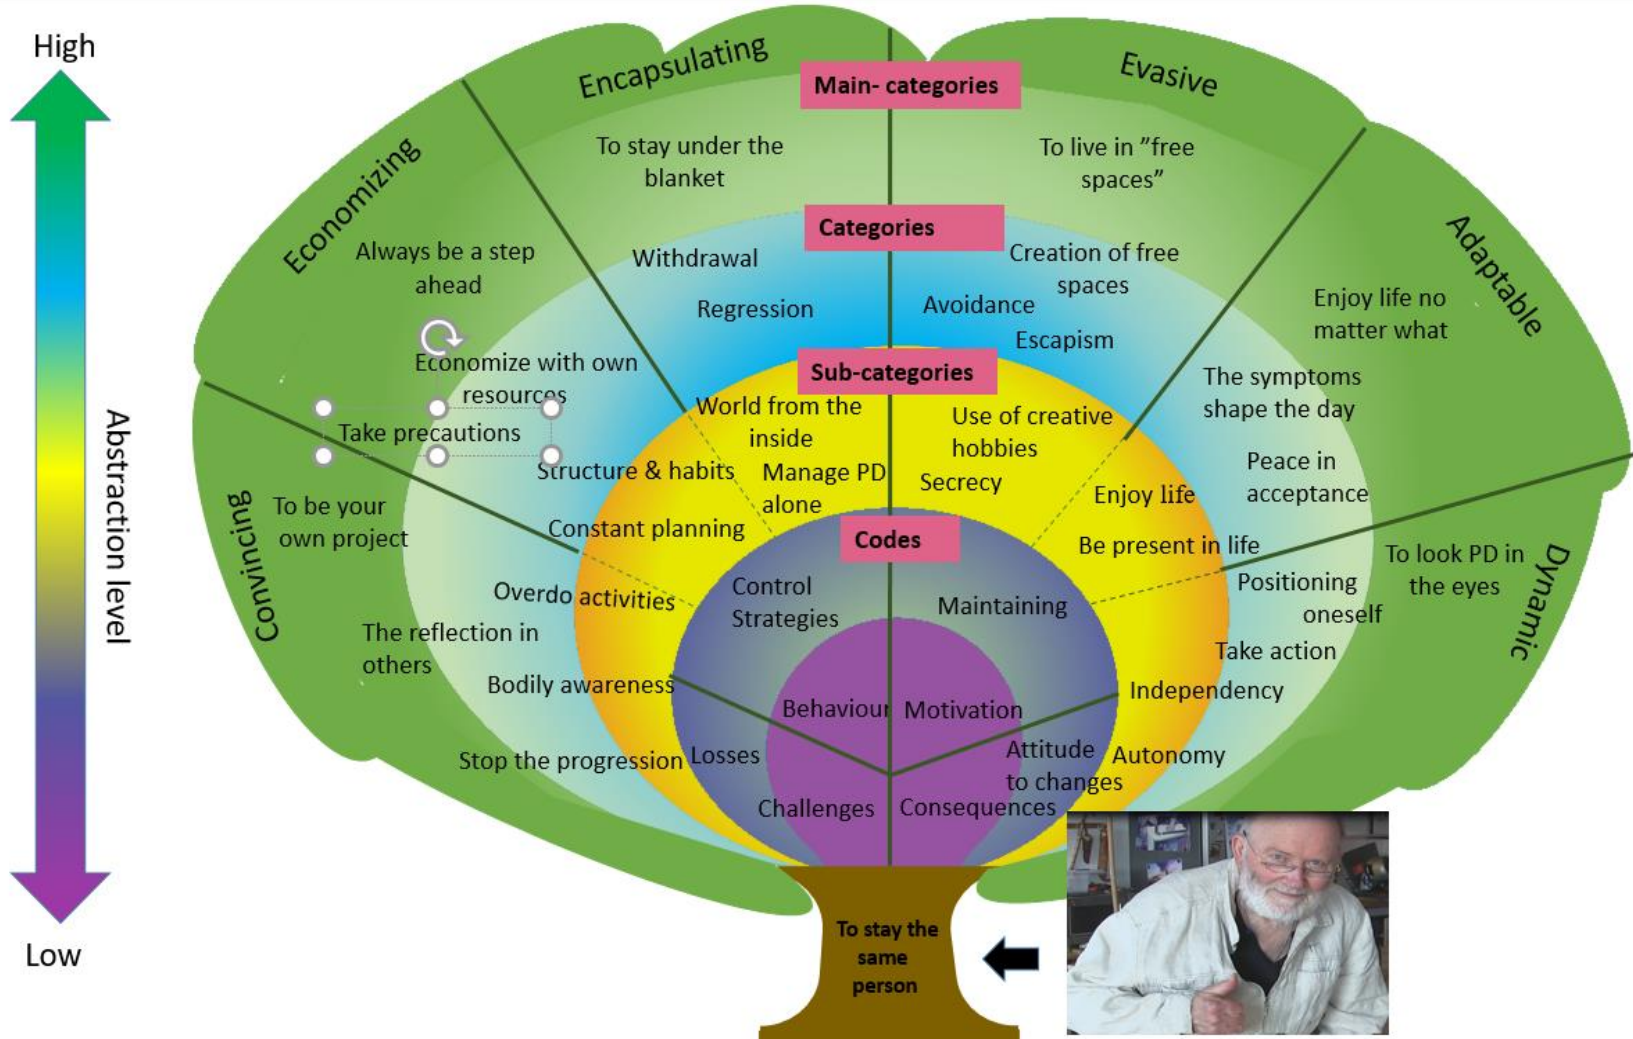 High
Abstraction level
Low
Economizing
Encapsulating
Evasive
Adaptable
Convincing
Dynamic
Main- categories
To stay under the
blanket
To live in ”free
spaces”
Always be a step
ahead
Enjoy life no
matter what
To be your
own project
To look PD in
the eyes
Categories
Withdrawal
Regression
Creation of free
spaces
Avoidance
Escapism
Economize with own
resources
Take precautions
The symptoms
shape the day
Peace in
acceptance
The reflection in
others
Positioning
oneself
Take action
Sub-categories
World from the
inside
Manage PD
alone
Use of creative
hobbies
Secrecy
Structure & habits
Constant planning
Enjoy life
Be present in life
Overdo activities
Bodily awareness
Stop the progression
Independency
Autonomy
Codes
Control
Strategies
Maintaining
Losses
Attitude
to changes
Behaviour
Motivation
Challenges
Consequences
To stay the
same
person